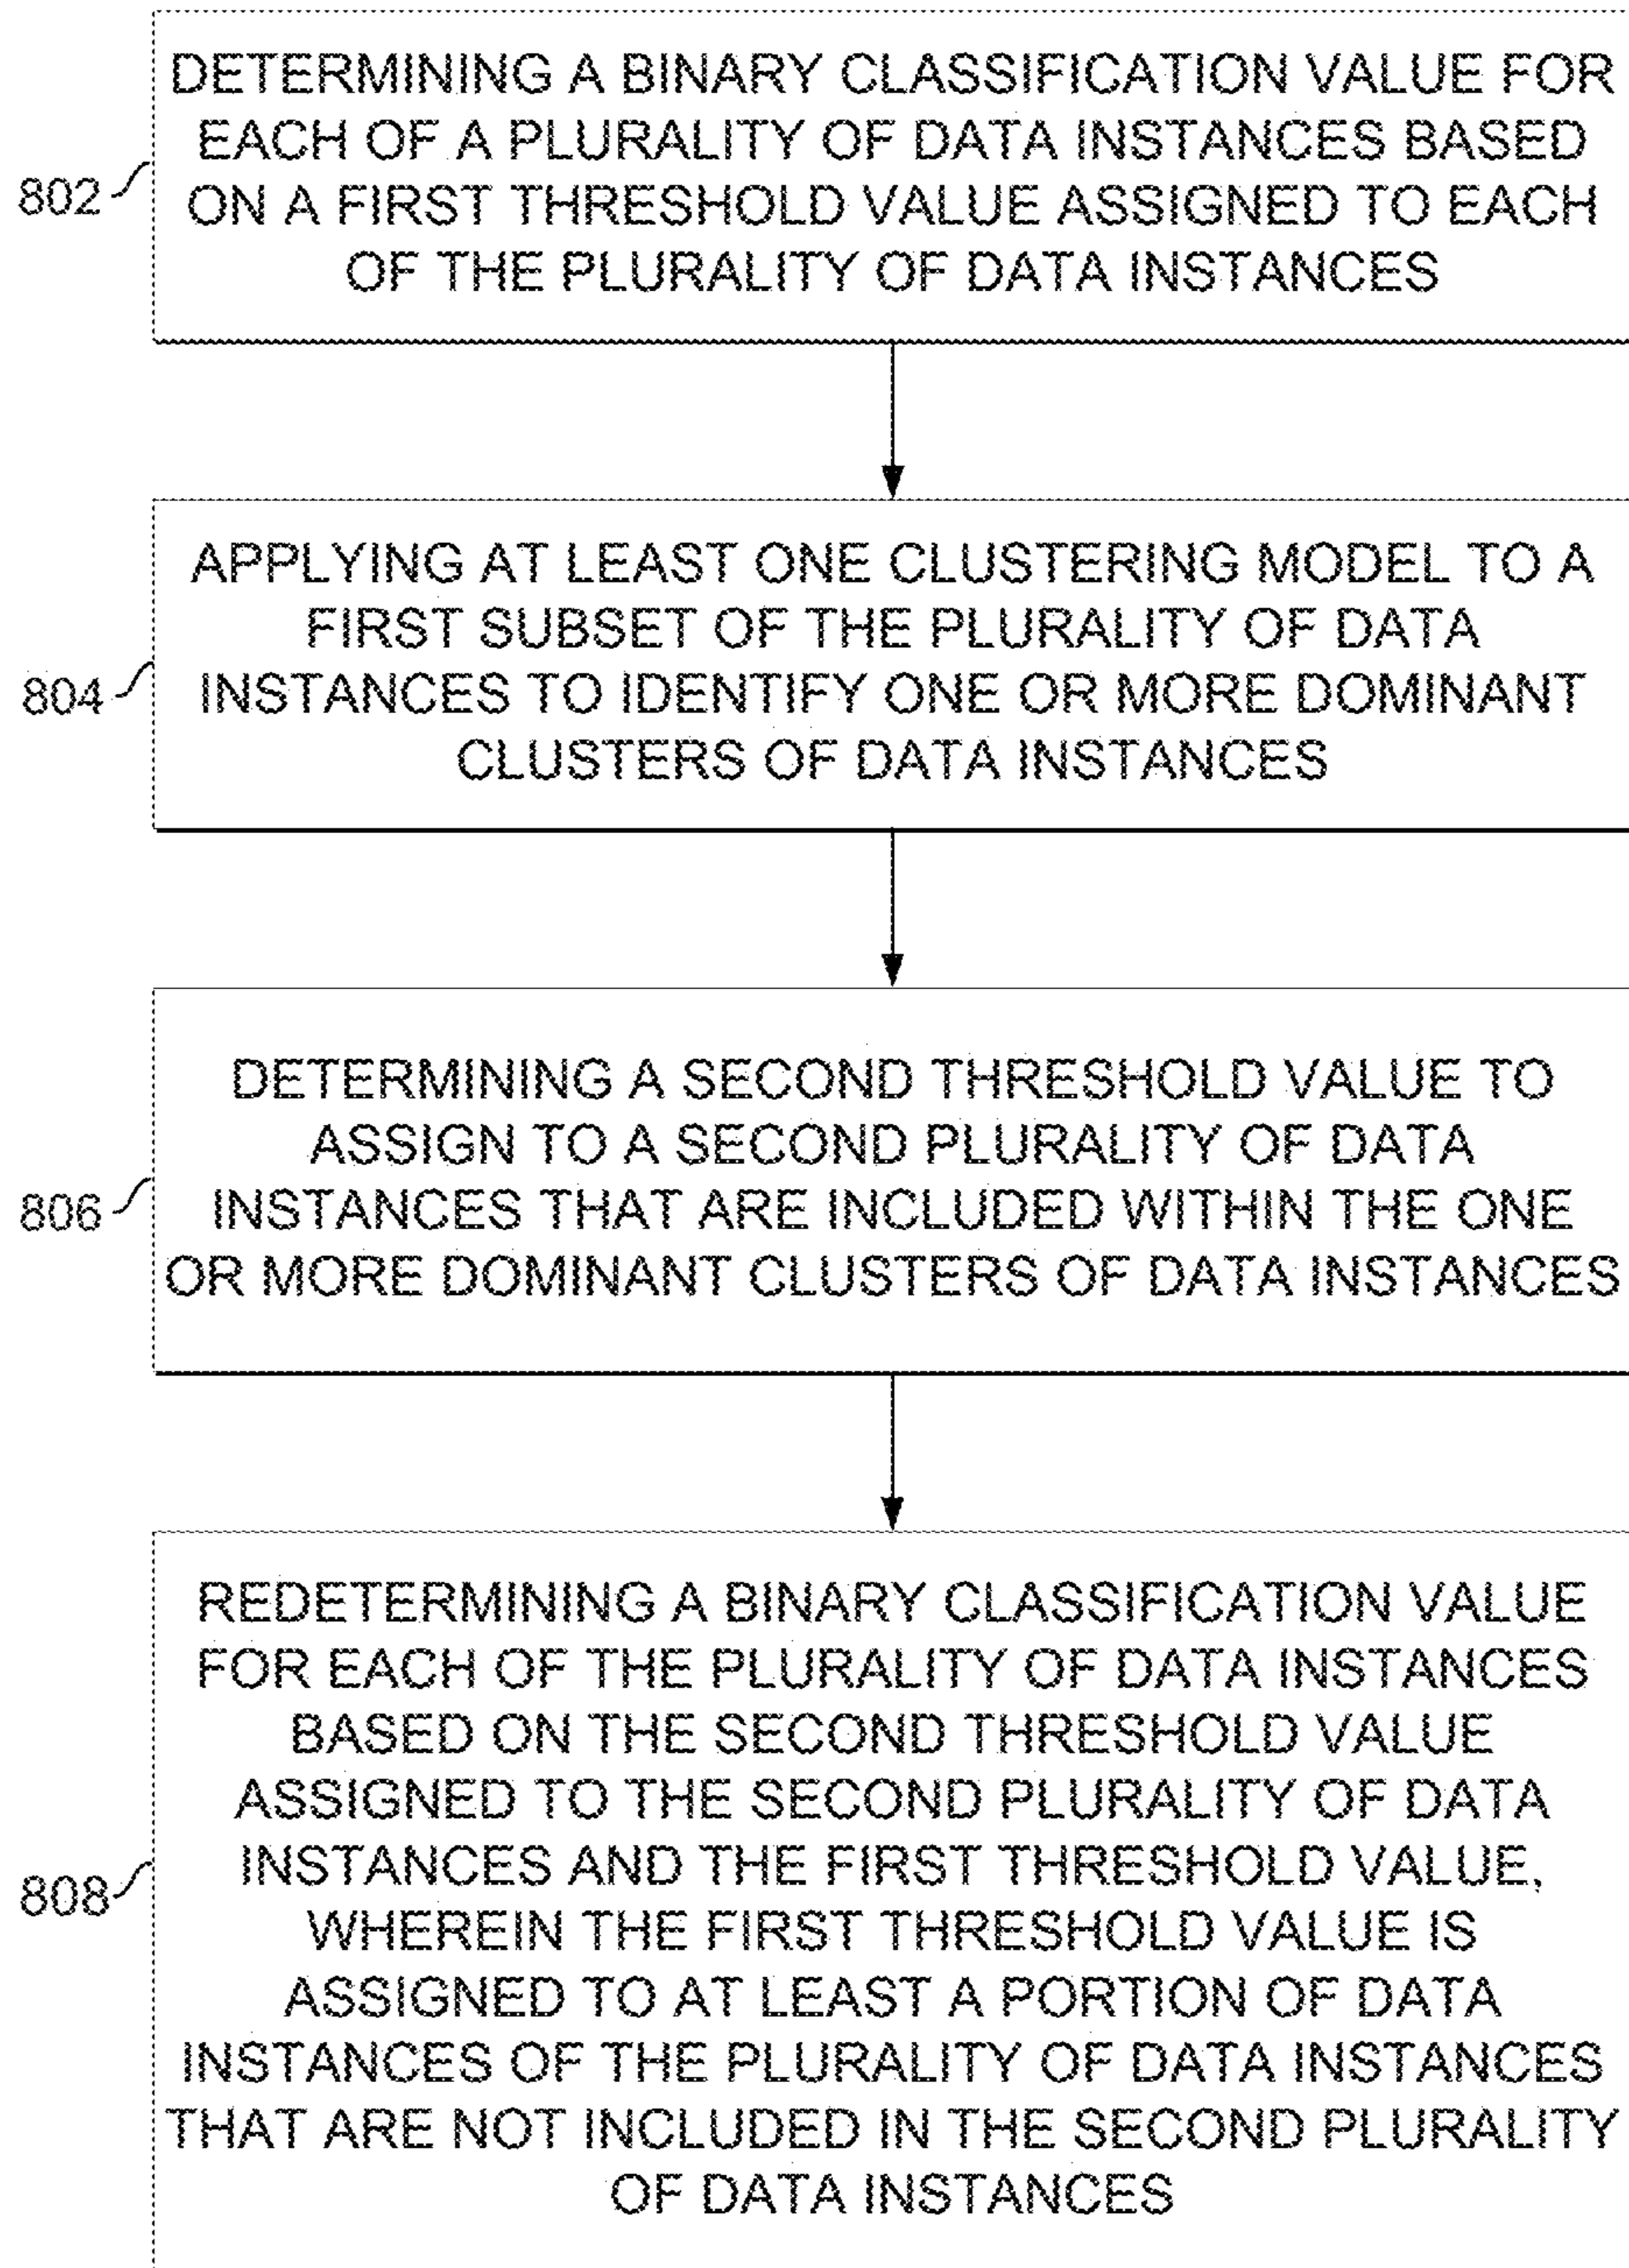 DETERMINING A BINARY CLASSIFICATION VALUE FOR
EACH OF A PLURALITY OF DATA INSTANCES BASED
ON A FIRST THRESHOLD VALUE ASSIGNED TO EACH
OF THE PLURALITY OF DATA INSTANCES
802
APPLYING AT LEAST ONE CLUSTERING MODEL TO A
FIRST SUBSET OF THE PLURALITY OF DATA
INSTANCES TO IDENTIFY ONE OR MORE DOMINANT
CLUSTERS OF DATA INSTANCES
804
DETERMINING A SECOND THRESHOLD VALUE TO
ASSIGN TO A SECOND PLURALITY OF DATA
INSTANCES THAT ARE INCLUDED WITHIN THE ONE
OR MORE DOMINANT CLUSTERS OF DATA INSTANCES
806
REDETERMINING A BINARY CLASSIFICATION VALUE
FOR EACH OF THE PLURALITY OF DATA INSTANCES
BASED ON THE SECOND THRESHOLD VALUE
ASSIGNED TO THE SECOND PLURALITY OF DATA
INSTANCES AND THE FIRST THRESHOLD VALUE,
WHEREIN THE FIRST THRESHOLD VALUE IS
ASSIGNED TO AT LEAST A PORTION OF DATA
INSTANCES OF THE PLURALITY OF DATA INSTANCES
THAT ARE NOT INCLUDED IN THE SECOND PLURALITY
OF DATA INSTANCES
808